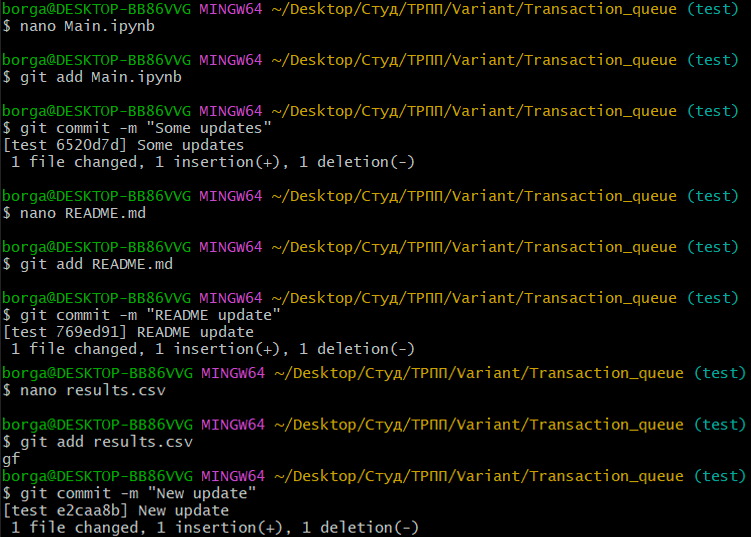 borga@DESKTOP-BB86VVG MINGW64 ~/Desktop/Студ/ТРПП/Variant/Transaction_queue (test)
$ nano Main.ipynb
borga@DESKTOP-BB86VVG MINGW64 ~/Desktop/Студ/ТРПП/Variant/Transaction_queue (test)
$ git add Main.ipynb
borga@DESKTOP-BB86VVG MINGW64 ~/Desktop/Студ/ТРПП/Variant/Transaction_queue (test)
$ git commit -m "Some updates"
[test 6520d7d] Some updates
1 file changed, 1 insertion(+), 1 deletion(-)
borga@DESKTOP-BB86VVG MINGW64 ~/Desktop/Студ/ТРПП/Variant/Transaction_queue (test)
$ nano README.md
borga@DESKTOP-BB86VVG MINGW64 ~/Desktop/Студ/ТРПП/Variant/Transaction_queue (test)
$ git add README.md
borga@DESKTOP-BB86VVG MINGW64 ~/Desktop/Студ/ТРПП/Variant/Transaction_queue (test)
$ git commit -m "README update"
[test 769ed91] README update
1 file changed, 1 insertion(+), 1 deletion(-)
borga@DESKTOP-BB86VVG MINGW64 ~/Desktop/Студ/ТРПП/Variant/Transaction_queue (test)
$ nano results.csv
borga@DESKTOP-BB86VVG MINGW64 ~/Desktop/Студ/ТРПП/Variant/Transaction_queue (test)
$ git add results.csv
gf
borga@DESKTOP-BB86VVG MINGW64 ~/Desktop/Студ/ТРПП/Variant/Transaction_queue (test)
$ git commit -m "New update"
[test e2caa8b] New update
1 file changed, 1 insertion(+), 1 deletion(-)